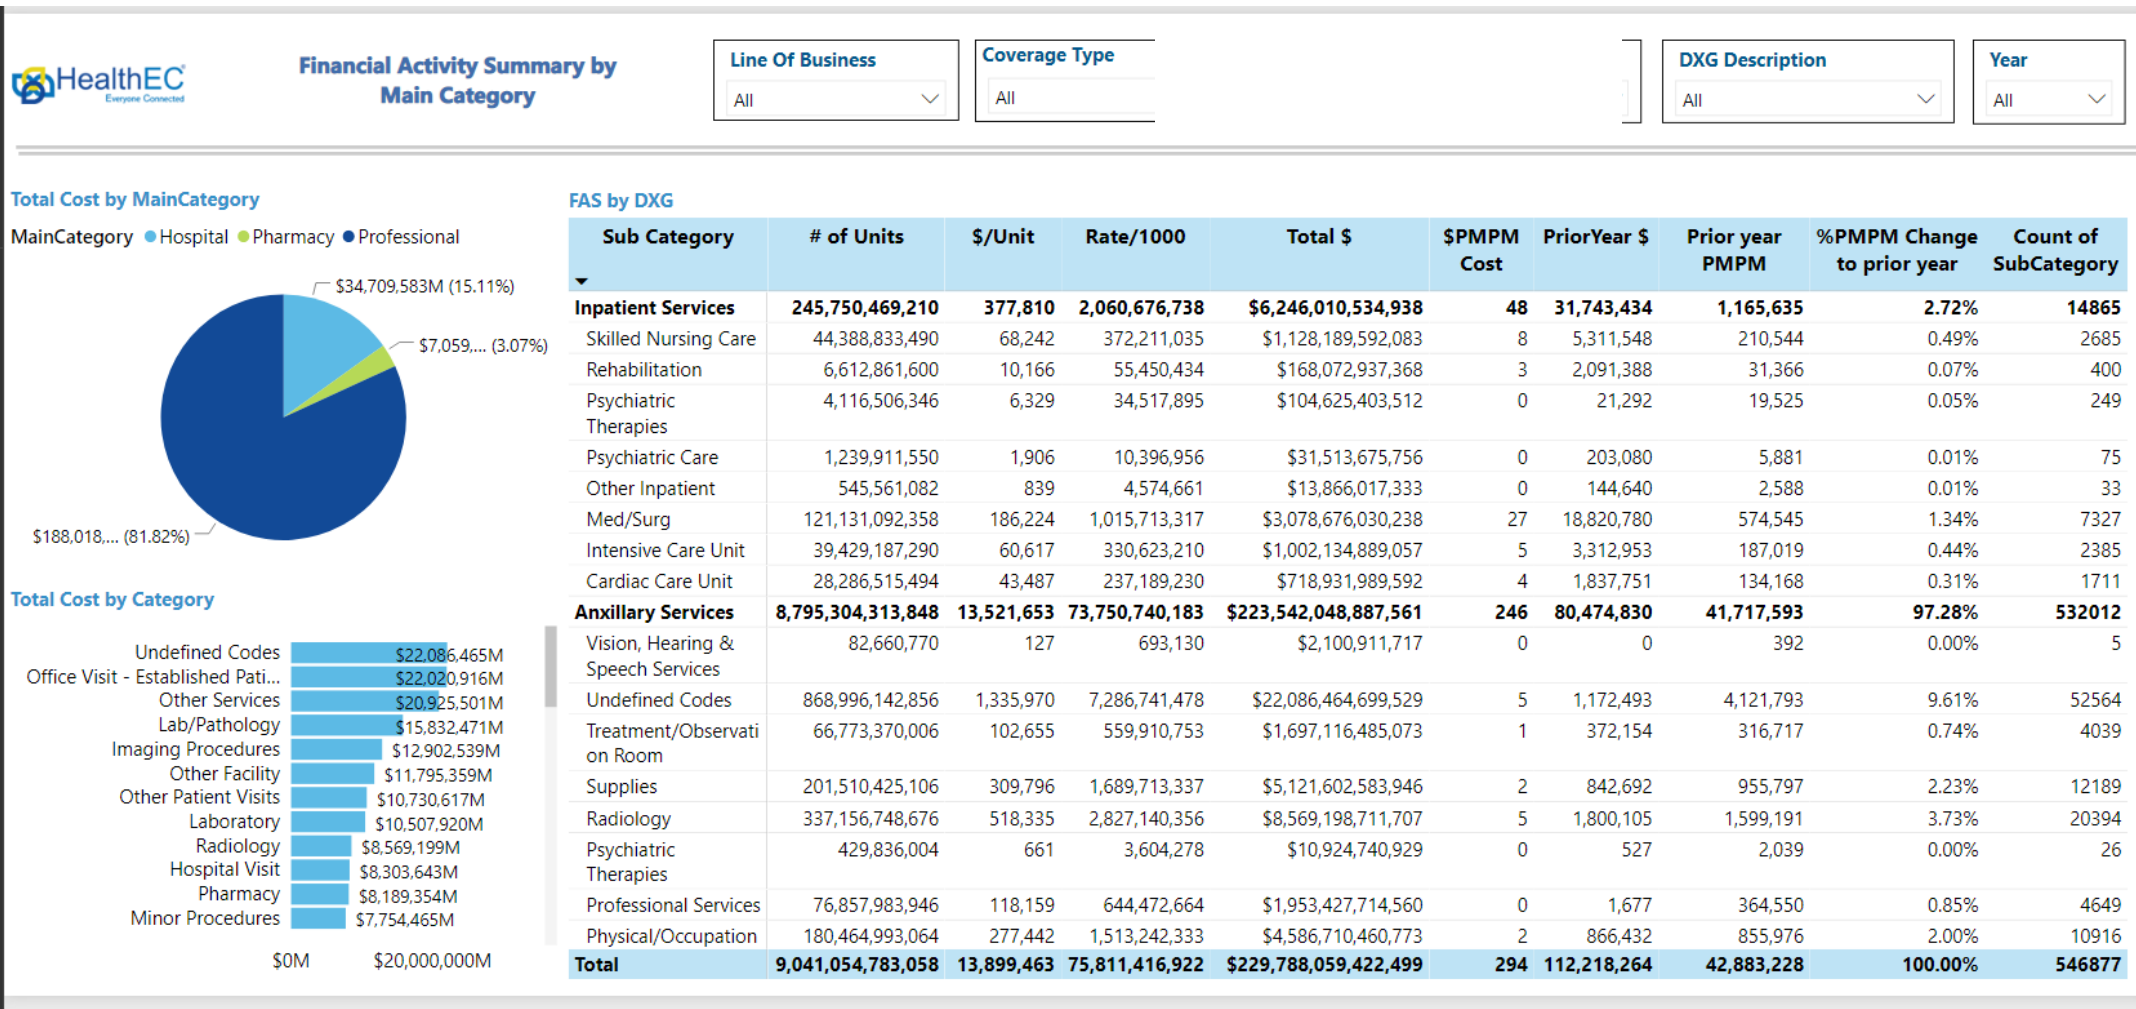 HealthEC
Everyone Connected
Financial Activity Summary by
Main Category
Line Of Business
All
Coverage Type
All
DXG Description
All
Year
All
Total Cost by MainCategory
MainCategory Hospital Pharmacy Professional
$34,709,583M (15.11%)
$7,059,... (3.07%)
$188,018,... (81.82%)
Total Cost by Category
Undefined Codes $22,086,465M
Office Visit - Established Pati... $22,020,916M
Other Services $20,925,501M
Lab/Pathology $15,832,471M
Imaging Procedures $12,902,539M
Other Facility $11,795,359M
Other Patient Visits $10,730,617M
Laboratory $10,507,920M
Radiology $8,569,199M
Hospital Visit $8,303,643M
Pharmacy $8,189,354M
Minor Procedures $7,754,465M
$0M $20,000,000M
FAS by DXG
Sub Category # of Units $/Unit Rate/1000 Total $ $PMPM Cost PriorYear $ Prior year PMPM %PMPM Change to prior year Count of SubCategory
Inpatient Services 245,750,469,210 377,810 2,060,676,738 $6,246,010,534,938 48 31,743,434 1,165,635 2.72% 14865
Skilled Nursing Care 44,388,833,490 68,242 372,211,035 $1,128,189,592,083 8 5,311,548 210,544 0.49% 2685
Rehabilitation 6,612,861,600 10,166 55,450,434 $168,072,937,368 3 2,091,388 31,366 0.07% 400
Psychiatric Therapies 4,116,506,346 6,329 34,517,895 $104,625,403,512 0 21,292 19,525 0.05% 249
Psychiatric Care 1,239,911,550 1,906 10,396,956 $31,513,675,756 0 203,080 5,881 0.01% 75
Other Inpatient 545,561,082 839 4,574,661 $13,866,017,333 0 144,640 2,588 0.01% 33
Med/Surg 121,131,092,358 186,224 1,015,713,317 $3,078,676,030,238 27 18,820,780 574,545 1.34% 7327
Intensive Care Unit 39,429,187,290 60,617 330,623,210 $1,002,134,889,057 5 3,312,953 187,019 0.44% 2385
Cardiac Care Unit 28,286,515,494 43,487 237,189,230 $718,931,989,592 4 1,837,751 134,168 0.31% 1711
Anxillary Services 8,795,304,313,848 13,521,653 73,750,740,183 $223,542,048,887,561 246 80,474,830 41,717,593 97.28% 532012
Vision, Hearing & Speech Services 82,660,770 127 693,130 $2,100,911,717 0 0 392 0.00% 5
Undefined Codes 868,996,142,856 1,335,970 7,286,741,478 $22,086,464,699,529 5 1,172,493 4,121,793 9.61% 52564
Treatment/Observation Room 66,773,370,006 102,655 559,910,753 $1,697,116,485,073 1 372,154 316,717 0.74% 4039
Supplies 201,510,425,106 309,796 1,689,713,337 $5,121,602,583,946 2 842,692 955,797 2.23% 12189
Radiology 337,156,748,676 518,335 2,827,140,356 $8,569,198,711,707 5 1,800,105 1,599,191 3.73% 20394
Psychiatric Therapies 429,836,004 661 3,604,278 $10,924,740,929 0 527 2,039 0.00% 26
Professional Services 76,857,983,946 118,159 644,472,664 $1,953,427,714,560 0 1,677 364,550 0.85% 4649
Physical/Occupation 180,464,993,064 277,442 1,513,242,333 $4,586,710,460,773 2 866,432 855,976 2.00% 10916
Total 9,041,054,783,058 13,899,463 75,811,416,922 $229,788,059,422,499 294 112,218,264 42,883,228 100.00% 546877